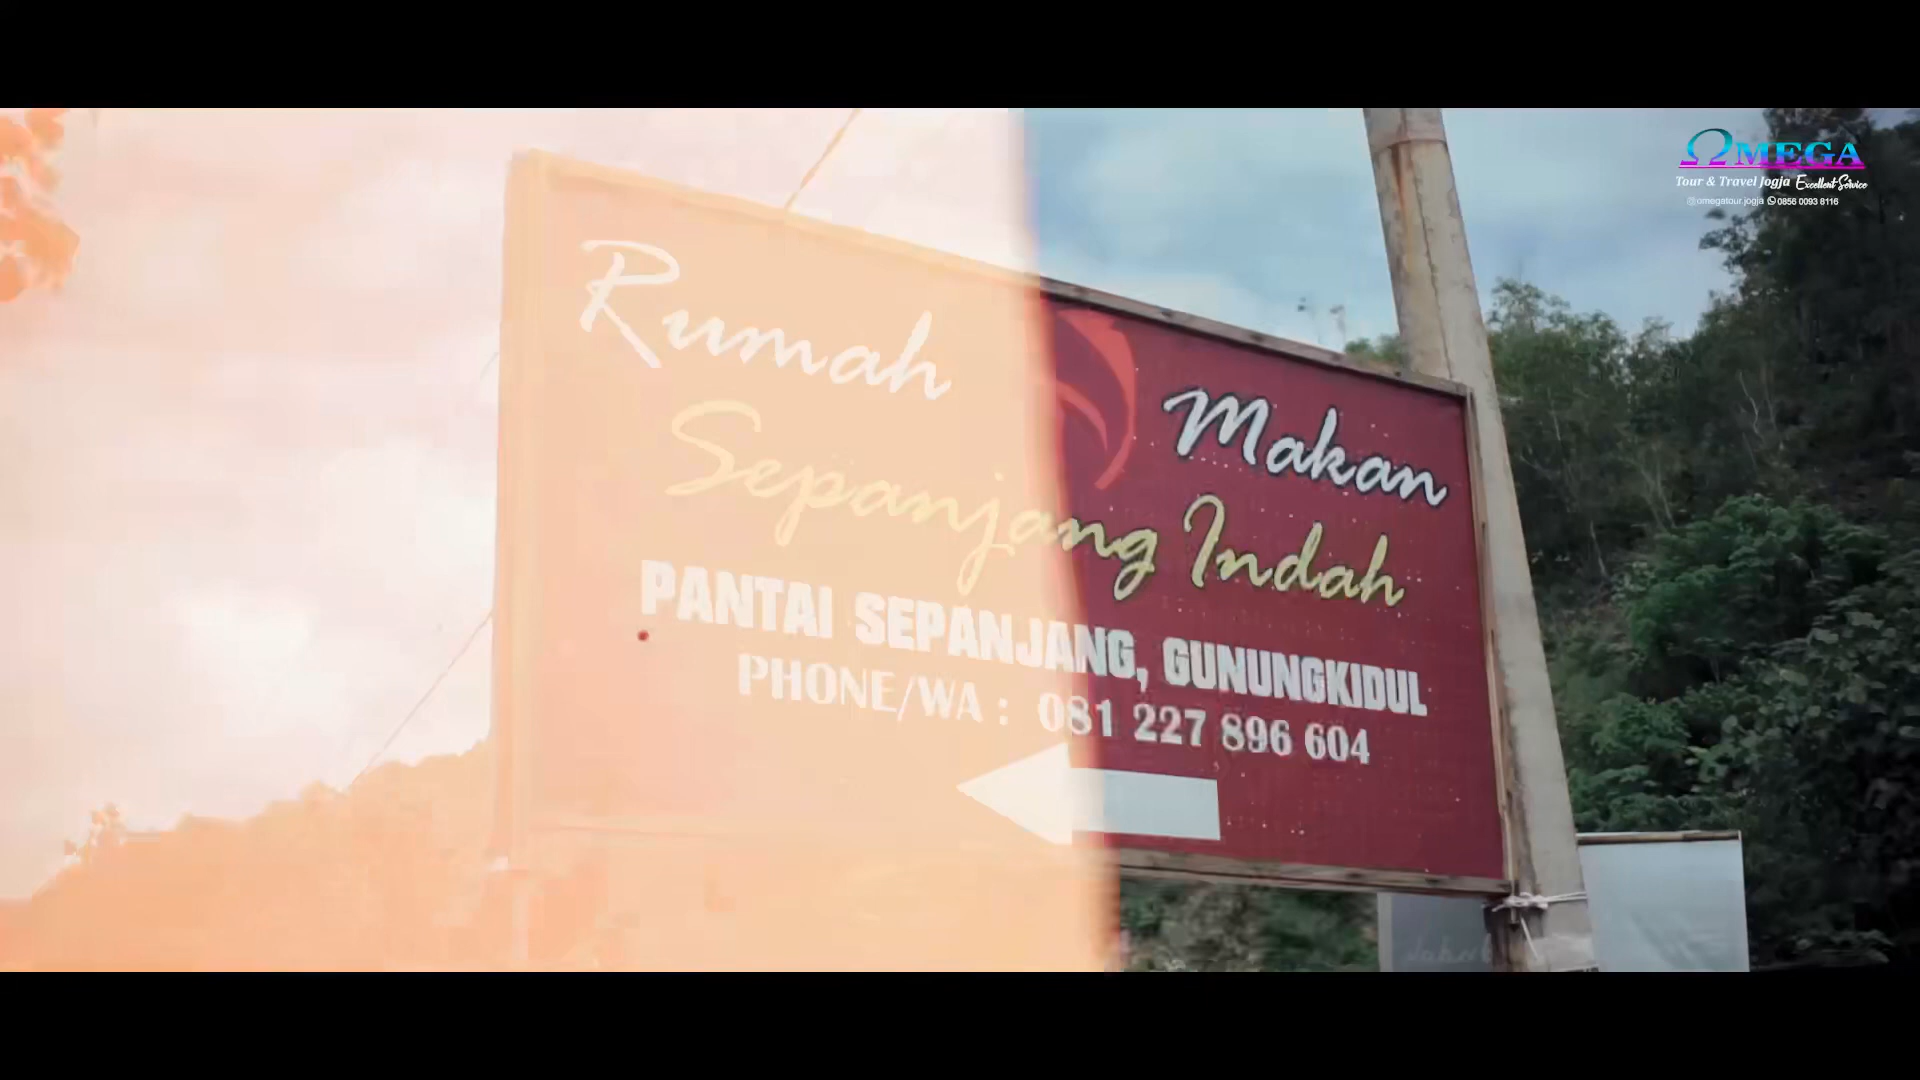 Rumah Makan
Sepanjang Indah
PANTAI SEPANJANG, GUNUNGKIDUL
PHONE/WA : 081 227 896 604
ΩMEGA
Tour & Travel Jogja Excellent Service
@omegatour.jogja 0856 0093 8116